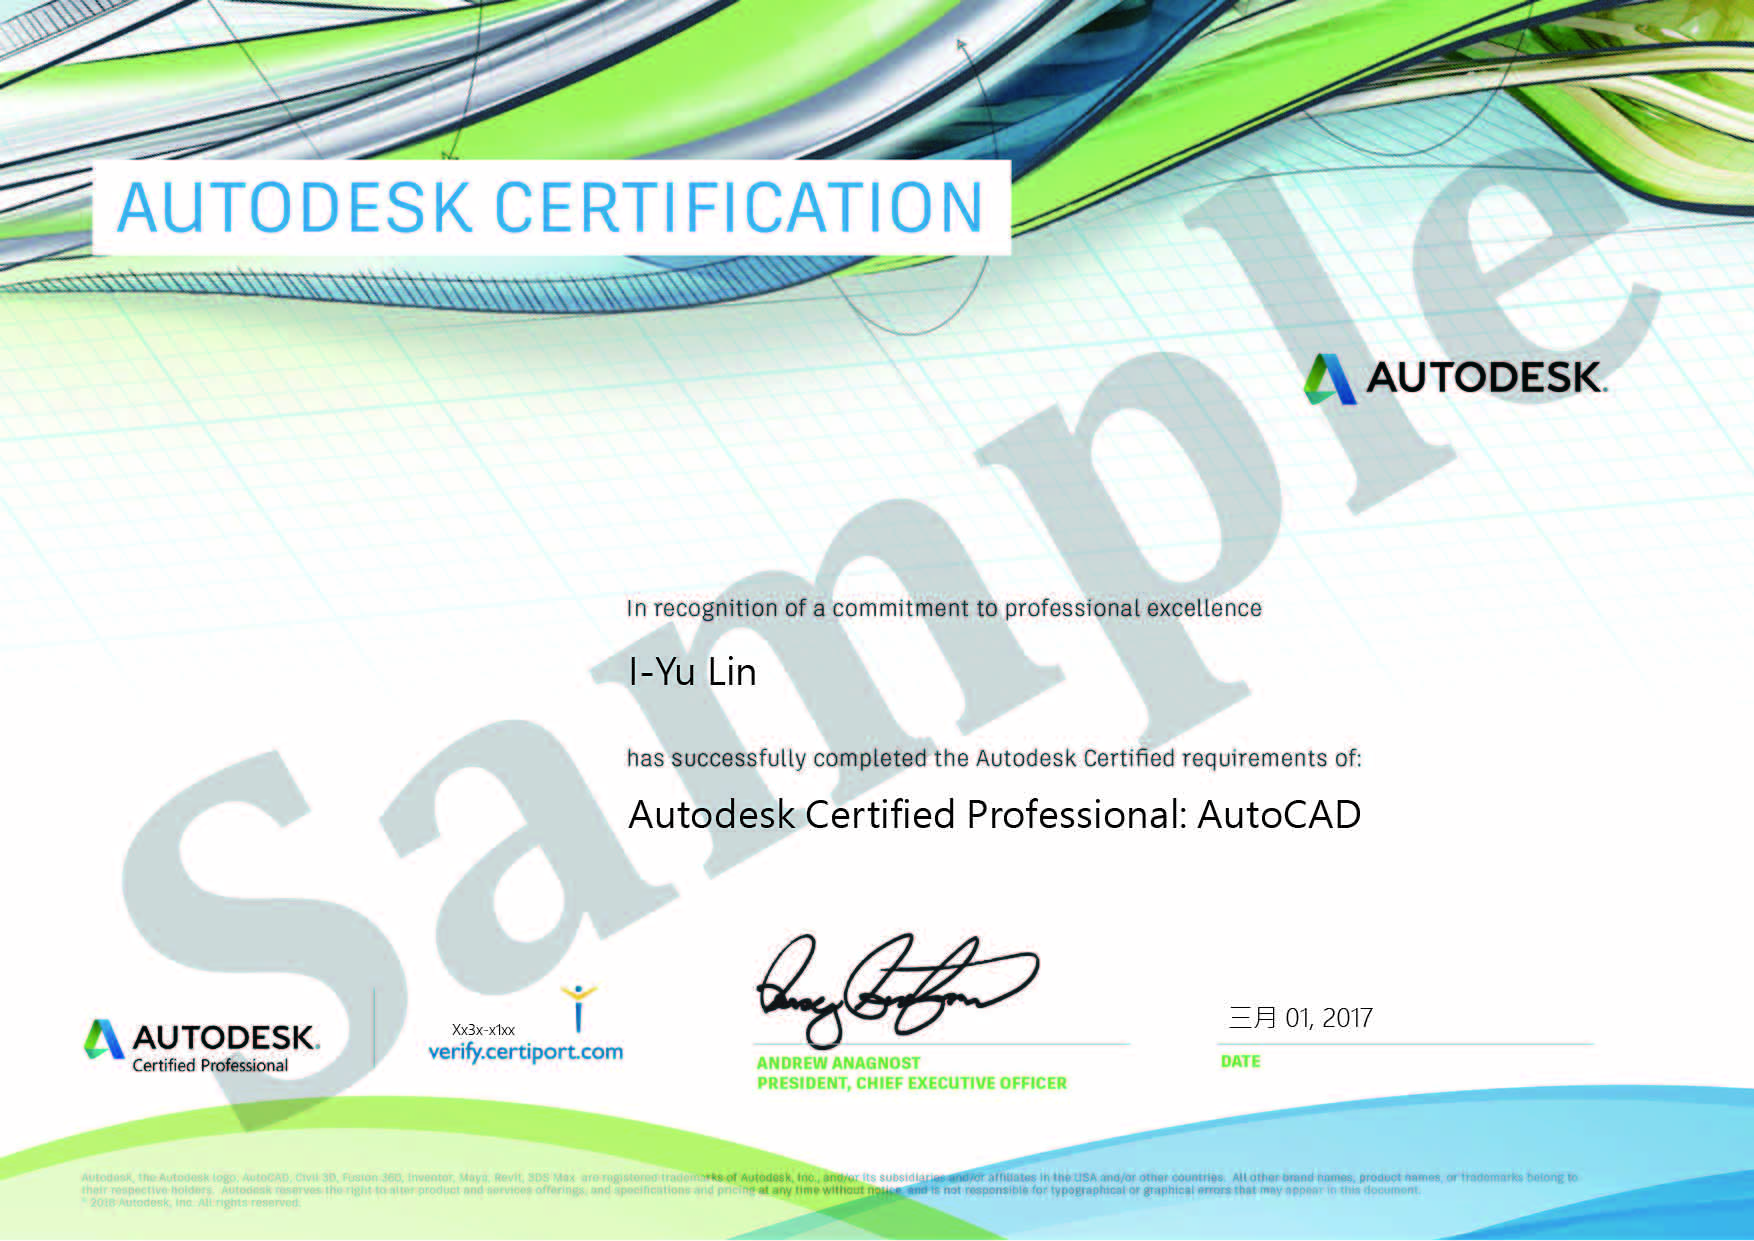 AUTODESK CERTIFICATION
AUTODESK.
In recognition of a commitment to professional excellence
I-Yu Lin
has successfully completed the Autodesk Certified requirements of:
Autodesk Certified Professional: AutoCAD
Sample
AUTODESK.
Certified Professional
Xx3x-x1xx
verify.certiport.com
ANDREW ANAGNOST
PRESIDENT, CHIEF EXECUTIVE OFFICER
三月 01, 2017
DATE
Autodesk, the Autodesk logo, AutoCAD, Civil 3D, Fusion 360, Inventor, Maya, Revit, 3DS Max are registered trademarks of Autodesk, Inc., and/or its subsidiaries and/or affiliates in the USA and/or other countries. All other brand names, product names, or trademarks belong to
their respective holders. Autodesk reserves the right to alter product and services offerings, and specifications and pricing at any time without notice, and is not responsible for typographical or graphical errors that may appear in this document.
2018 Autodesk, Inc. All rights reserved.